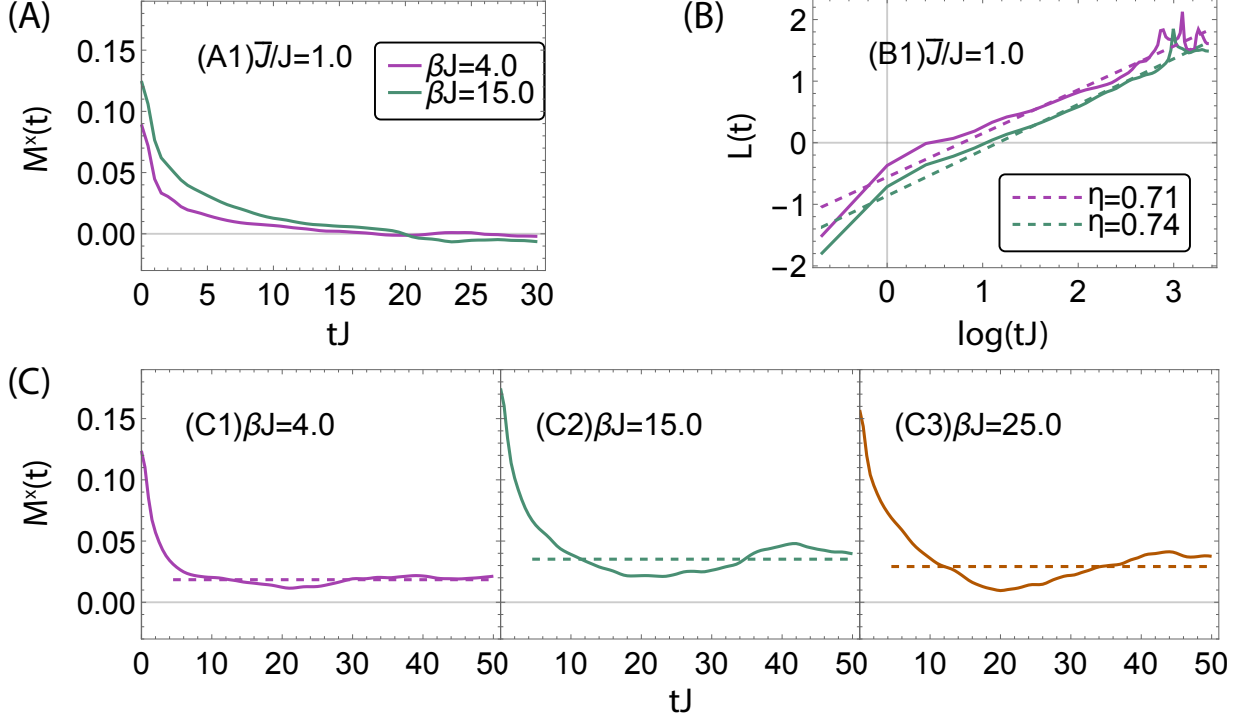 (A)
(A1)J̅/J=1.0
βJ=4.0
βJ=15.0
Mˣ(t)
0.15
0.10
0.05
0.00
0 5 10 15 20 25 30
tJ
(B)
(B1)J̅/J=1.0
L(t)
2
1
0
−1
−2
η=0.71
η=0.74
0 1 2 3
log(tJ)
(C)
(C1)βJ=4.0
(C2)βJ=15.0
(C3)βJ=25.0
Mˣ(t)
0.15
0.10
0.05
0.00
0 10 20 30 40 50 10 20 30 40 50 10 20 30 40 50
tJ